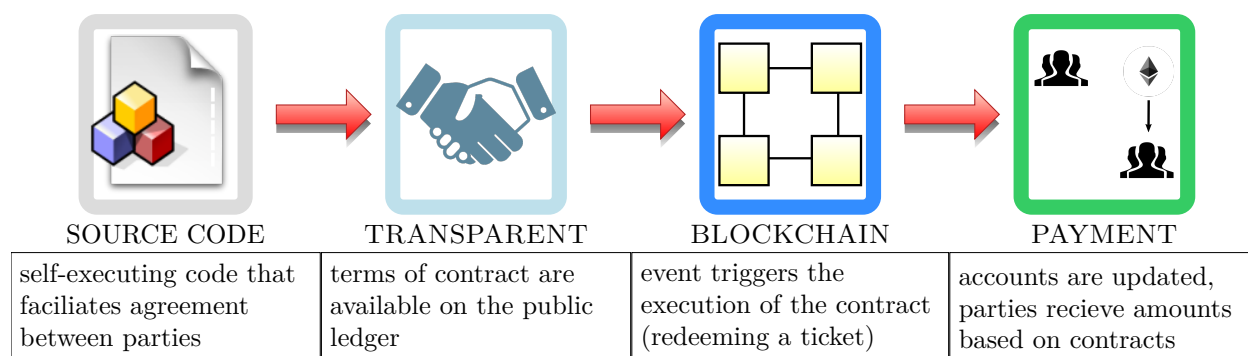 SOURCE CODE
TRANSPARENT
BLOCKCHAIN
PAYMENT
self-executing code that
faciliates agreement
between parties
terms of contract are
available on the public
ledger
event triggers the
execution of the contract
(redeeming a ticket)
accounts are updated,
parties recieve amounts
based on contracts